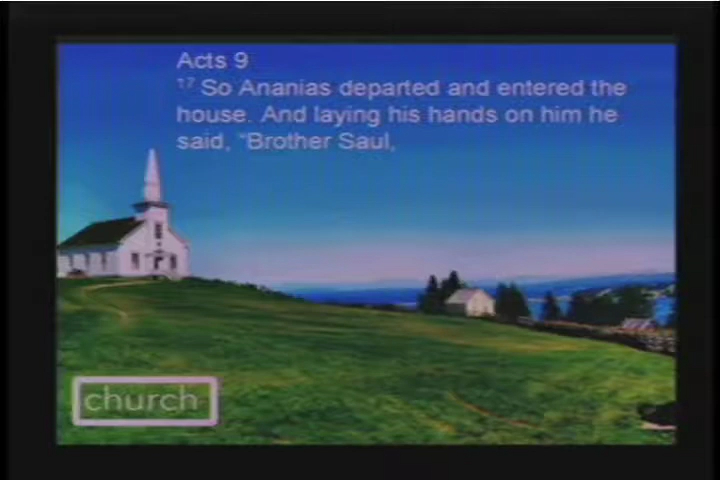 Acts 9
17 So Ananias departed and entered the
house. And laying his hands on him he
said, “Brother Saul,
church